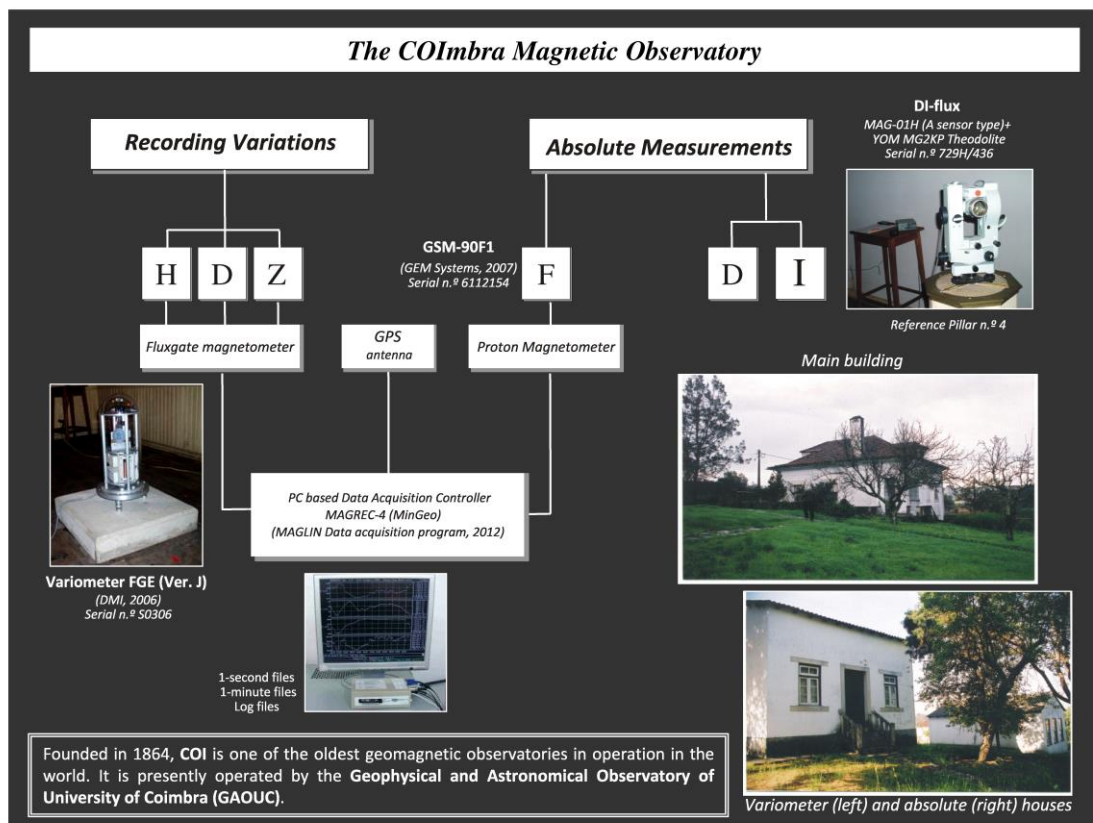 The COImbra Magnetic Observatory
Recording Variations
Absolute Measurements
DI-flux
MAG-01H (A sensor type)+
YOM MG2KP Theodolite
Serial n.º 729H/436
H
D
Z
GSM-90F1
(GEM Systems, 2007)
Serial n.º 6112154
F
D
I
Reference Pillar n.º 4
Fluxgate magnetometer
GPS
antenna
Proton Magnetometer
Main building
PC based Data Acquisition Controller
MAGREC-4 (MinGeo)
(MAGLIN Data acquisition program, 2012)
Variometer FGE (Ver. J)
(DMI, 2006)
Serial n.º S0306
1-second files
1-minute files
Log files
Founded in 1864, COI is one of the oldest geomagnetic observatories in operation in the
world. It is presently operated by the Geophysical and Astronomical Observatory of
University of Coimbra (GAOUC).
Variometer (left) and absolute (right) houses